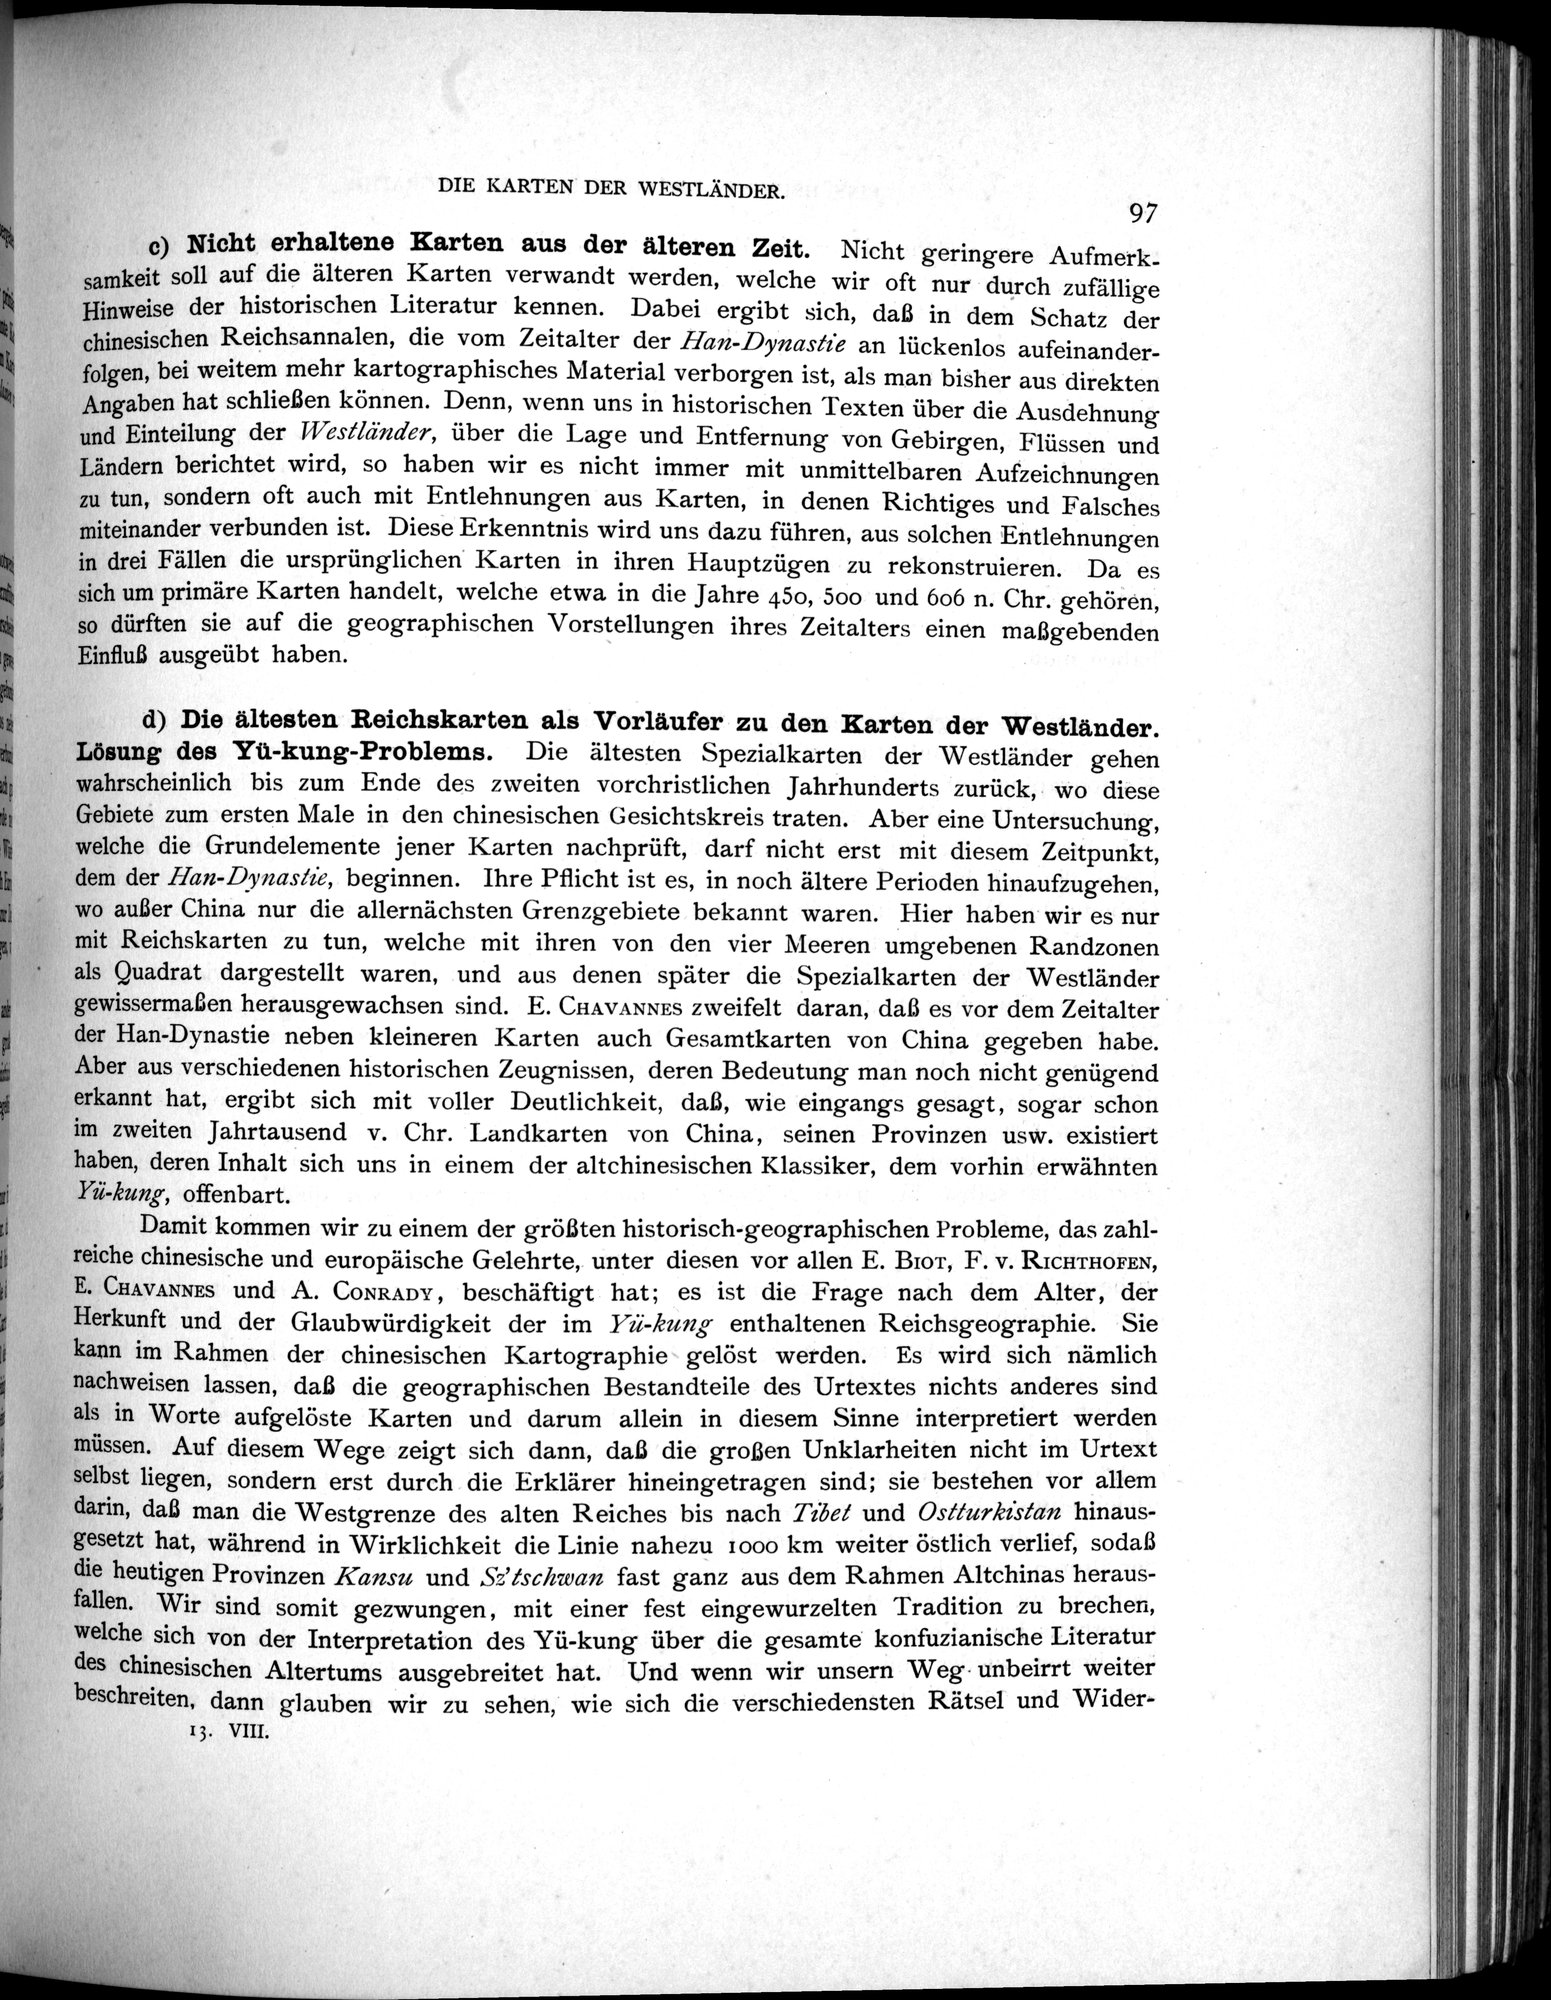 DIE KARTEN DER WESTLÄNDER.
97
c) Nicht erhaltene Karten aus der älteren Zeit. Nicht geringere Aufmerk-
samkeit soll auf die älteren Karten verwandt werden, welche wir oft nur durch zufällige
Hinweise der historischen Literatur kennen. Dabei ergibt sich, daß in dem Schatz der
chinesischen Reichsannalen, die vom Zeitalter der Han-Dynastie an lückenlos aufeinander-
folgen, bei weitem mehr kartographisches Material verborgen ist, als man bisher aus direkten
Angaben hat schließen können. Denn, wenn uns in historischen Texten über die Ausdehnung
und Einteilung der Westländer, über die Lage und Entfernung von Gebirgen, Flüssen und
Ländern berichtet wird, so haben wir es nicht immer mit unmittelbaren Aufzeichnungen
zu tun, sondern oft auch mit Entlehnungen aus Karten, in denen Richtiges und Falsches
miteinander verbunden ist. Diese Erkenntnis wird uns dazu führen, aus solchen Entlehnungen
in drei Fällen die ursprünglichen Karten in ihren Hauptzügen zu rekonstruieren. Da es
sich um primäre Karten handelt, welche etwa in die Jahre 450, 500 und 606 n. Chr. gehören,
so dürften sie auf die geographischen Vorstellungen ihres Zeitalters einen maßgebenden
Einfluß ausgeübt haben.
d) Die ältesten Reichskarten als Vorläufer zu den Karten der Westländer.
Lösung des Yü-kung-Problems. Die ältesten Spezialkarten der Westländer gehen
wahrscheinlich bis zum Ende des zweiten vorchristlichen Jahrhunderts zurück, wo diese
Gebiete zum ersten Male in den chinesischen Gesichtskreis traten. Aber eine Untersuchung,
welche die Grundelemente jener Karten nachprüft, darf nicht erst mit diesem Zeitpunkt,
dem der Han-Dynastie, beginnen. Ihre Pflicht ist es, in noch ältere Perioden hinaufzugehen,
wo außer China nur die allernächsten Grenzgebiete bekannt waren. Hier haben wir es nur
mit Reichskarten zu tun, welche mit ihren von den vier Meeren umgebenen Randzonen
als Quadrat dargestellt waren, und aus denen später die Spezialkarten der Westländer
gewissermaßen herausgewachsen sind. E. CHAVANNES zweifelt daran, daß es vor dem Zeitalter
der Han-Dynastie neben kleineren Karten auch Gesamtkarten von China gegeben habe.
Aber aus verschiedenen historischen Zeugnissen, deren Bedeutung man noch nicht genügend
erkannt hat, ergibt sich mit voller Deutlichkeit, daß, wie eingangs gesagt, sogar schon
im zweiten Jahrtausend v. Chr. Landkarten von China, seinen Provinzen usw. existiert
haben, deren Inhalt sich uns in einem der altchinesischen Klassiker, dem vorhin erwähnten
Yü-kung, offenbart.
Damit kommen wir zu einem der größten historisch-geographischen Probleme, das zahl-
reiche chinesische und europäische Gelehrte, unter diesen vor allen E. BIOT, F. v. RICHTHOFEN,
E. CHAVANNES und A. CONRADY, beschäftigt hat; es ist die Frage nach dem Alter, der
Herkunft und der Glaubwürdigkeit der im Yü-kung enthaltenen Reichsgeographie. Sie
kann im Rahmen der chinesischen Kartographie gelöst werden. Es wird sich nämlich
nachweisen lassen, daß die geographischen Bestandteile des Urtextes nichts anderes sind
als in Worte aufgelöste Karten und darum allein in diesem Sinne interpretiert werden
müssen. Auf diesem Wege zeigt sich dann, daß die großen Unklarheiten nicht im Urtext
selbst liegen, sondern erst durch die Erklärer hineingetragen sind; sie bestehen vor allem
darin, daß man die Westgrenze des alten Reiches bis nach Tibet und Ostturkistan hinaus-
gesetzt hat, während in Wirklichkeit die Linie nahezu 1000 km weiter östlich verlief, sodaß
die heutigen Provinzen Kansu und Sz'tschwan fast ganz aus dem Rahmen Altchinas heraus-
fallen. Wir sind somit gezwungen, mit einer fest eingewurzelten Tradition zu brechen,
welche sich von der Interpretation des Yü-kung über die gesamte konfuzianische Literatur
des chinesischen Altertums ausgebreitet hat. Und wenn wir unsern Weg unbeirrt weiter
beschreiten, dann glauben wir zu sehen, wie sich die verschiedensten Rätsel und Wider-
13. VIII.